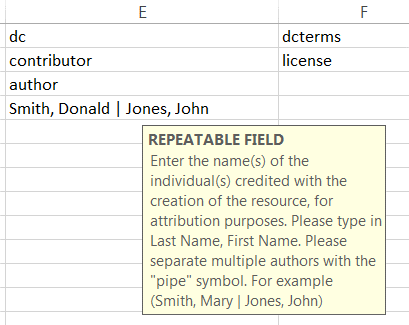 E F
dc dcterms
contributor license
author
Smith, Donald | Jones, John
REPEATABLE FIELD
Enter the name(s) of the
individual(s) credited with the
creation of the resource, for
attribution purposes. Please type in
Last Name, First Name. Please
separate multiple authors with the
"pipe" symbol. For example
(Smith, Mary | Jones, John)